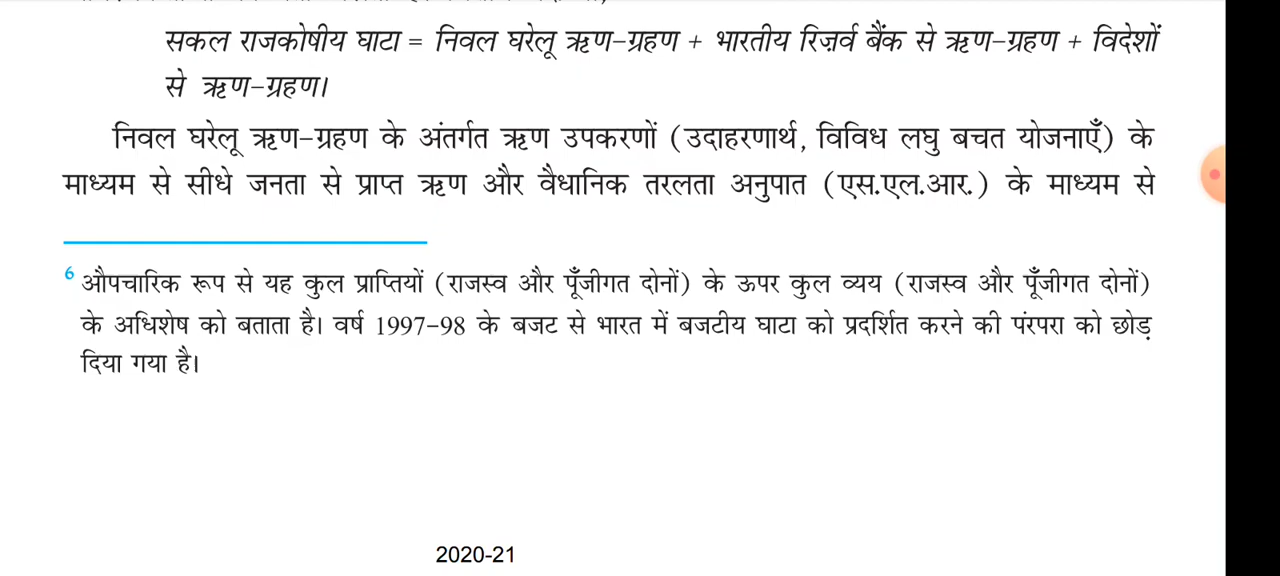 सकल राजकोषीय घाटा = निवल घरेलू ऋण-ग्रहण + भारतीय रिज़र्व बैंक से ऋण-ग्रहण + विदेशों
से ऋण-ग्रहण।
निवल घरेलू ऋण-ग्रहण के अंतर्गत ऋण उपकरणों (उदाहरणार्थ, विविध लघु बचत योजनाएँ) के
माध्यम से सीधे जनता से प्राप्त ऋण और वैधानिक तरलता अनुपात (एस.एल.आर.) के माध्यम से
6 औपचारिक रूप से यह कुल प्राप्तियों (राजस्व और पूँजीगत दोनों) के ऊपर कुल व्यय (राजस्व और पूँजीगत दोनों)
के अधिशेष को बताता है। वर्ष 1997-98 के बजट से भारत में बजटीय घाटा को प्रदर्शित करने की पंरपरा को छोड़
दिया गया है।
2020-21